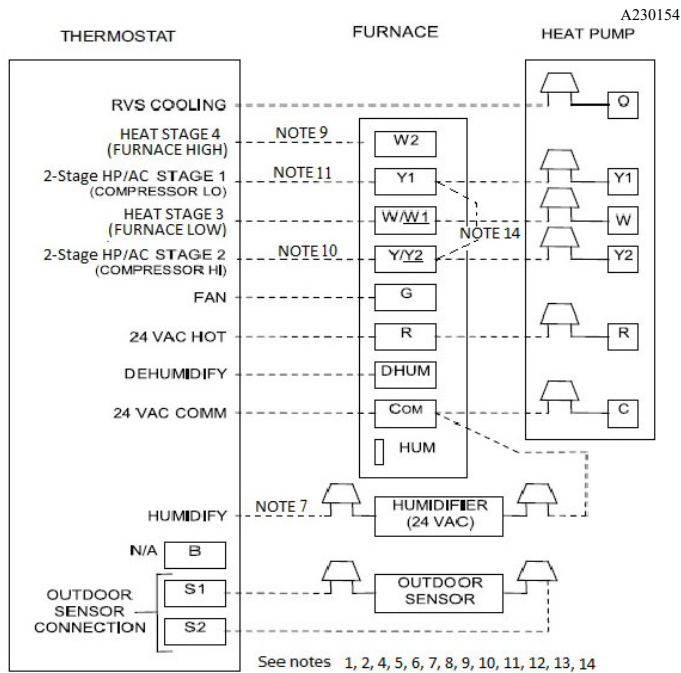 A230154
THERMOSTAT
FURNACE
HEAT PUMP
RVS COOLING
O
HEAT STAGE 4
(FURNACE HIGH)
NOTE 9
W2
2-Stage HP/AC STAGE 1
(COMPRESSOR LO)
NOTE 11
Y1
Y1
HEAT STAGE 3
(FURNACE LOW)
W/W1
W
NOTE 14
2-Stage HP/AC STAGE 2
(COMPRESSOR HI)
NOTE 10
Y/Y2
Y2
FAN
G
24 VAC HOT
R
R
DEHUMIDIFY
DHUM
24 VAC COMM
COM
C
HUM
HUMIDIFY
NOTE 7
HUMIDIFIER
(24 VAC)
N/A
B
OUTDOOR
SENSOR
CONNECTION
S1
S2
OUTDOOR
SENSOR
See notes 1, 2, 4, 5, 6, 7, 8, 9, 10, 11, 12, 13, 14